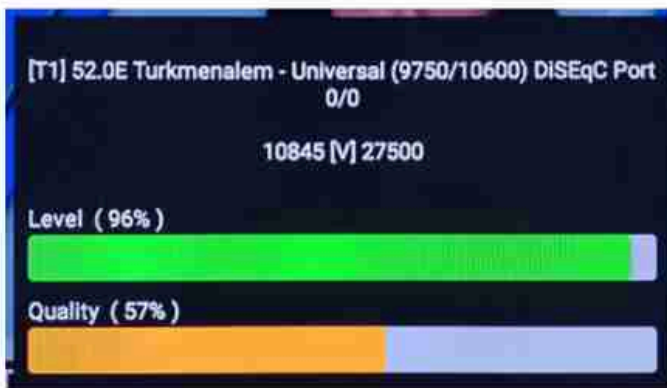 [T1] 52.0E Turkmenalem - Universal (9750/10600) DiSEqC Port
0/0
10845 [V] 27500
Level ( 96% )
Quality ( 57% )